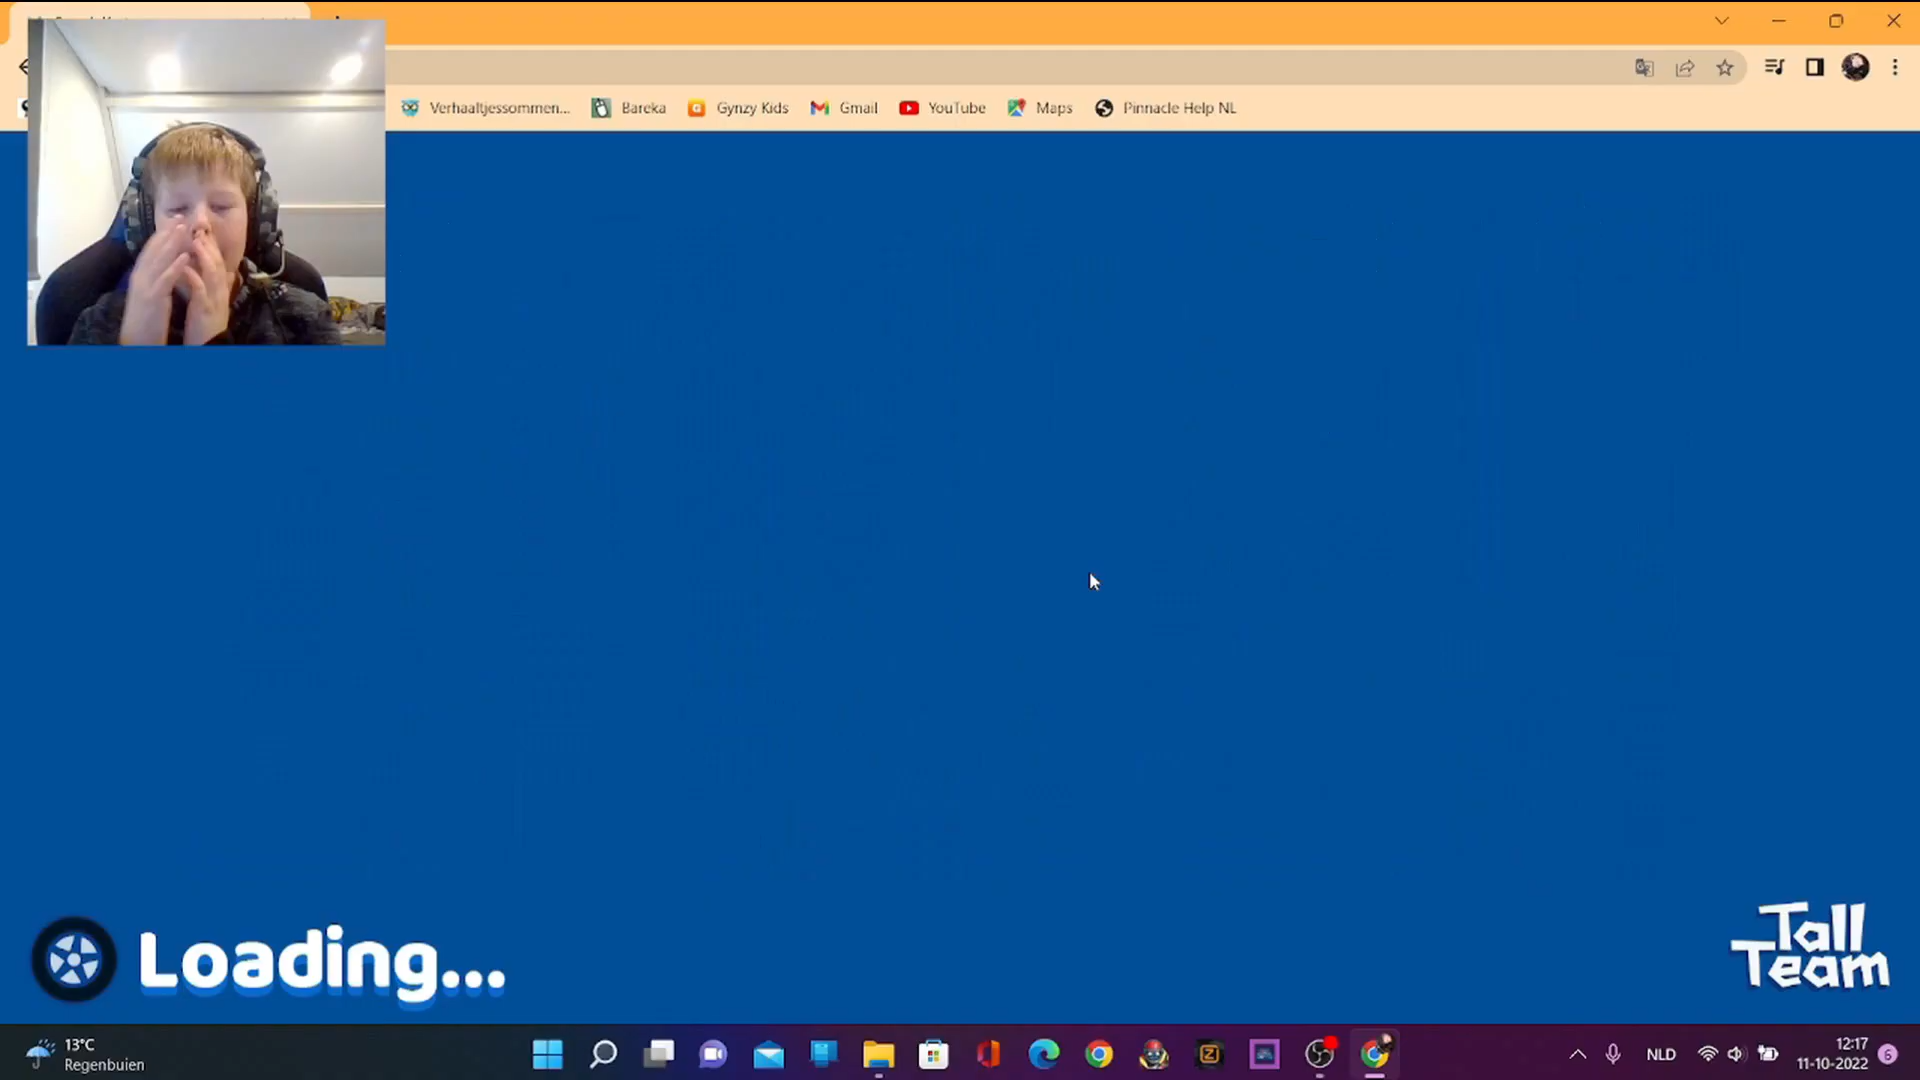 Verhaaltjessommen...
Bareka
Gynzy Kids
Gmail
YouTube
Maps
Pinnacle Help NL
Loading...
Tall
Team
13°C
Regenbuien
NLD
12:17
11-10-2022
6